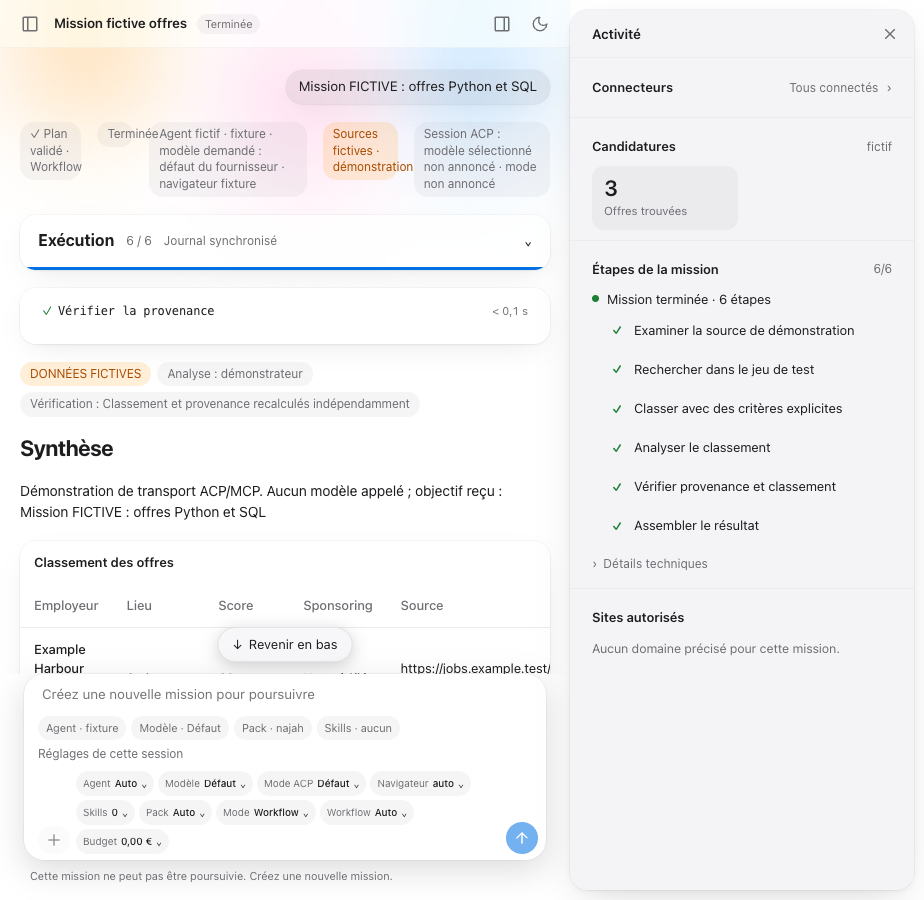 Mission fictive offres
Terminée
Mission FICTIVE : offres Python et SQL
✓ Plan
validé ·
Workflow
Terminée
Agent fictif · fixture ·
modèle demandé :
défaut du fournisseur ·
navigateur fixture
Sources
fictives ·
démonstration
Session ACP :
modèle sélectionné
non annoncé · mode
non annoncé
Exécution 6 / 6 Journal synchronisé
✓ Vérifier la provenance < 0,1 s
DONNÉES FICTIVES
Analyse : démonstrateur
Vérification : Classement et provenance recalculés indépendamment
Synthèse
Démonstration de transport ACP/MCP. Aucun modèle appelé ; objectif reçu :
Mission FICTIVE : offres Python et SQL
Classement des offres
Employeur Lieu Score Sponsoring Source
Example
Harbour
https://jobs.example.test/
↓ Revenir en bas
Créez une nouvelle mission pour poursuivre
Agent · fixture
Modèle · Défaut
Pack · najah
Skills · aucun
Réglages de cette session
Agent Auto
Modèle Défaut
Mode ACP Défaut
Navigateur auto
Skills 0
Pack Auto
Mode Workflow
Workflow Auto
Budget 0,00 €
Cette mission ne peut pas être poursuivie. Créez une nouvelle mission.
Activité
Connecteurs Tous connectés ›
Candidatures fictif
3
Offres trouvées
Étapes de la mission 6/6
Mission terminée · 6 étapes
✓ Examiner la source de démonstration
✓ Rechercher dans le jeu de test
✓ Classer avec des critères explicites
✓ Analyser le classement
✓ Vérifier provenance et classement
✓ Assembler le résultat
› Détails techniques
Sites autorisés
Aucun domaine précisé pour cette mission.